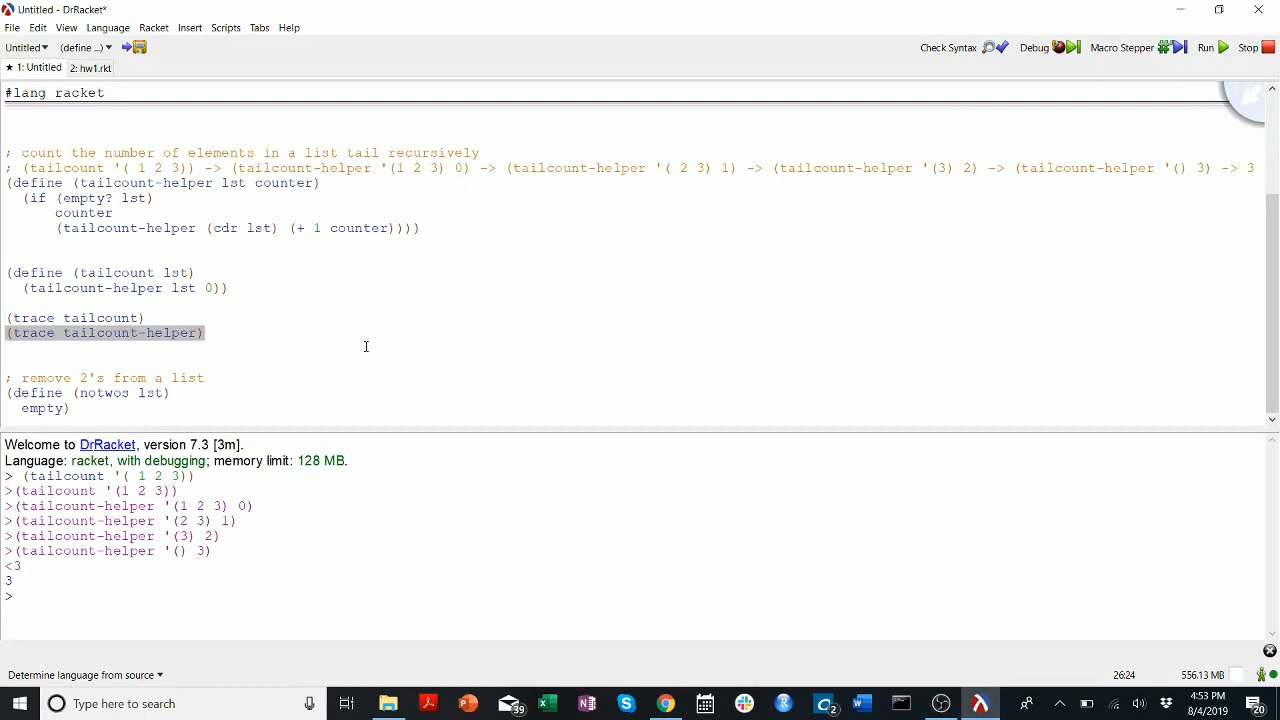 Untitled - DrRacket*
File Edit View Language Racket Insert Scripts Tabs Help
Untitled▾ (define ...)▾ Check Syntax Debug Macro Stepper Run Stop
★ 1: Untitled 2: hw1.rkt
#lang racket
; count the number of elements in a list tail recursively
; (tailcount '( 1 2 3)) -> (tailcount-helper '(1 2 3) 0) -> (tailcount-helper '( 2 3) 1) -> (tailcount-helper '(3) 2) -> (tailcount-helper '() 3) -> 3
(define (tailcount-helper lst counter)
(if (empty? lst)
counter
(tailcount-helper (cdr lst) (+ 1 counter))))
(define (tailcount lst)
(tailcount-helper lst 0))
(trace tailcount)
(trace tailcount-helper)
; remove 2's from a list
(define (notwos lst)
empty)
Welcome to DrRacket, version 7.3 [3m].
Language: racket, with debugging; memory limit: 128 MB.
> (tailcount '( 1 2 3))
>(tailcount '(1 2 3))
>(tailcount-helper '(1 2 3) 0)
>(tailcount-helper '(2 3) 1)
>(tailcount-helper '(3) 2)
>(tailcount-helper '() 3)
<3
3
>
Determine language from source▾ 26:24 556.13 MB
Type here to search 39 2 4:53 PM
8/4/2019 20